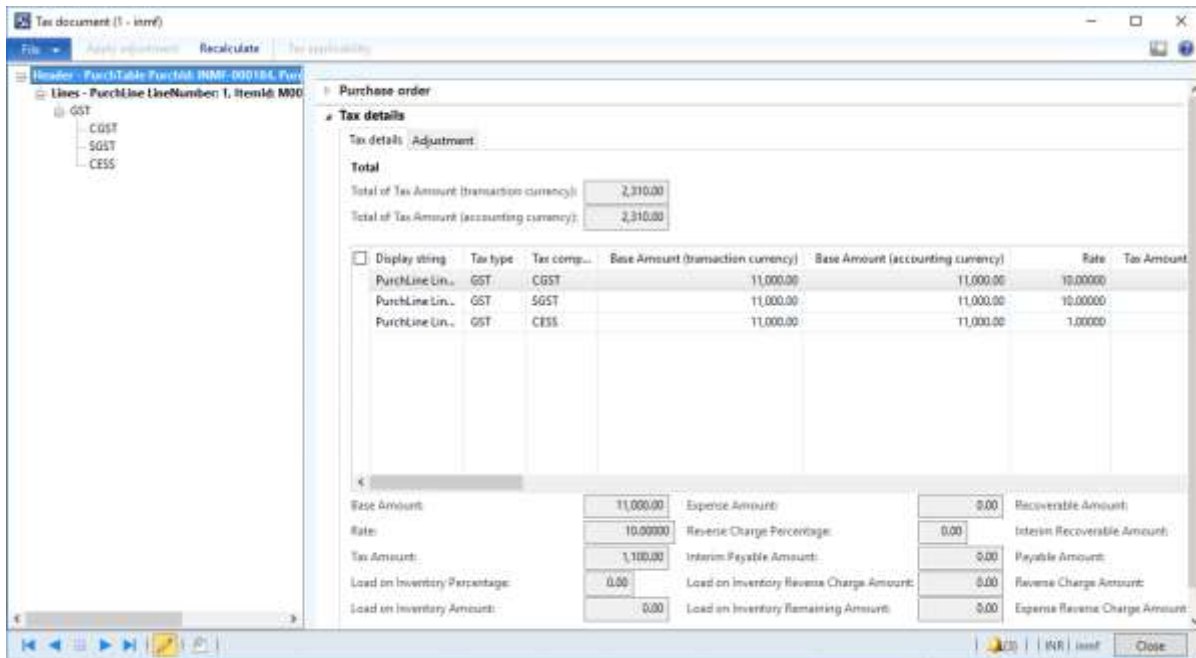 Tax document (1 - inmf)
File Apply adjustment Recalculate Tax applicability
Header - PurchTable PurchId: INMF-000184, Purc
Lines - PurchLine LineNumber: 1, ItemId: M00
GST
CGST
SGST
CESS
Purchase order
Tax details
Tax details Adjustment
Total
Total of Tax Amount (transaction currency): 2,310.00
Total of Tax Amount (accounting currency): 2,310.00
Display string Tax type Tax comp... Base Amount (transaction currency) Base Amount (accounting currency) Rate Tax Amount
PurchLine Lin... GST CGST 11,000.00 11,000.00 10.00000
PurchLine Lin... GST SGST 11,000.00 11,000.00 10.00000
PurchLine Lin... GST CESS 11,000.00 11,000.00 1.00000
Base Amount: 11,000.00 Expense Amount: 0.00 Recoverable Amount:
Rate: 10.00000 Reverse Charge Percentage: 0.00 Interim Recoverable Amount:
Tax Amount: 1,100.00 Interim Payable Amount: 0.00 Payable Amount:
Load on Inventory Percentage: 0.00 Load on Inventory Reverse Charge Amount: 0.00 Reverse Charge Amount:
Load on Inventory Amount: 0.00 Load on Inventory Remaining Amount: 0.00 Expense Reverse Charge Amount
(3) INR inmf Close